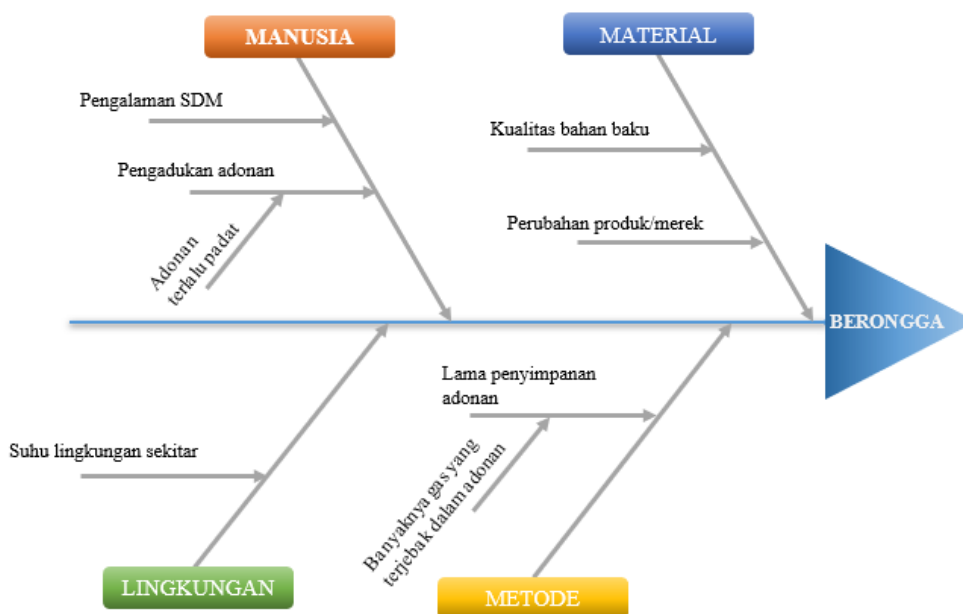 MANUSIA
MATERIAL
Pengalaman SDM
Kualitas bahan baku
Pengadukan adonan
Perubahan produk/merek
Adonan
terlalu padat
BERONGGA
Lama penyimpanan
adonan
Suhu lingkungan sekitar
Banyaknya gas yang
terjebak dalam adonan
LINGKUNGAN
METODE